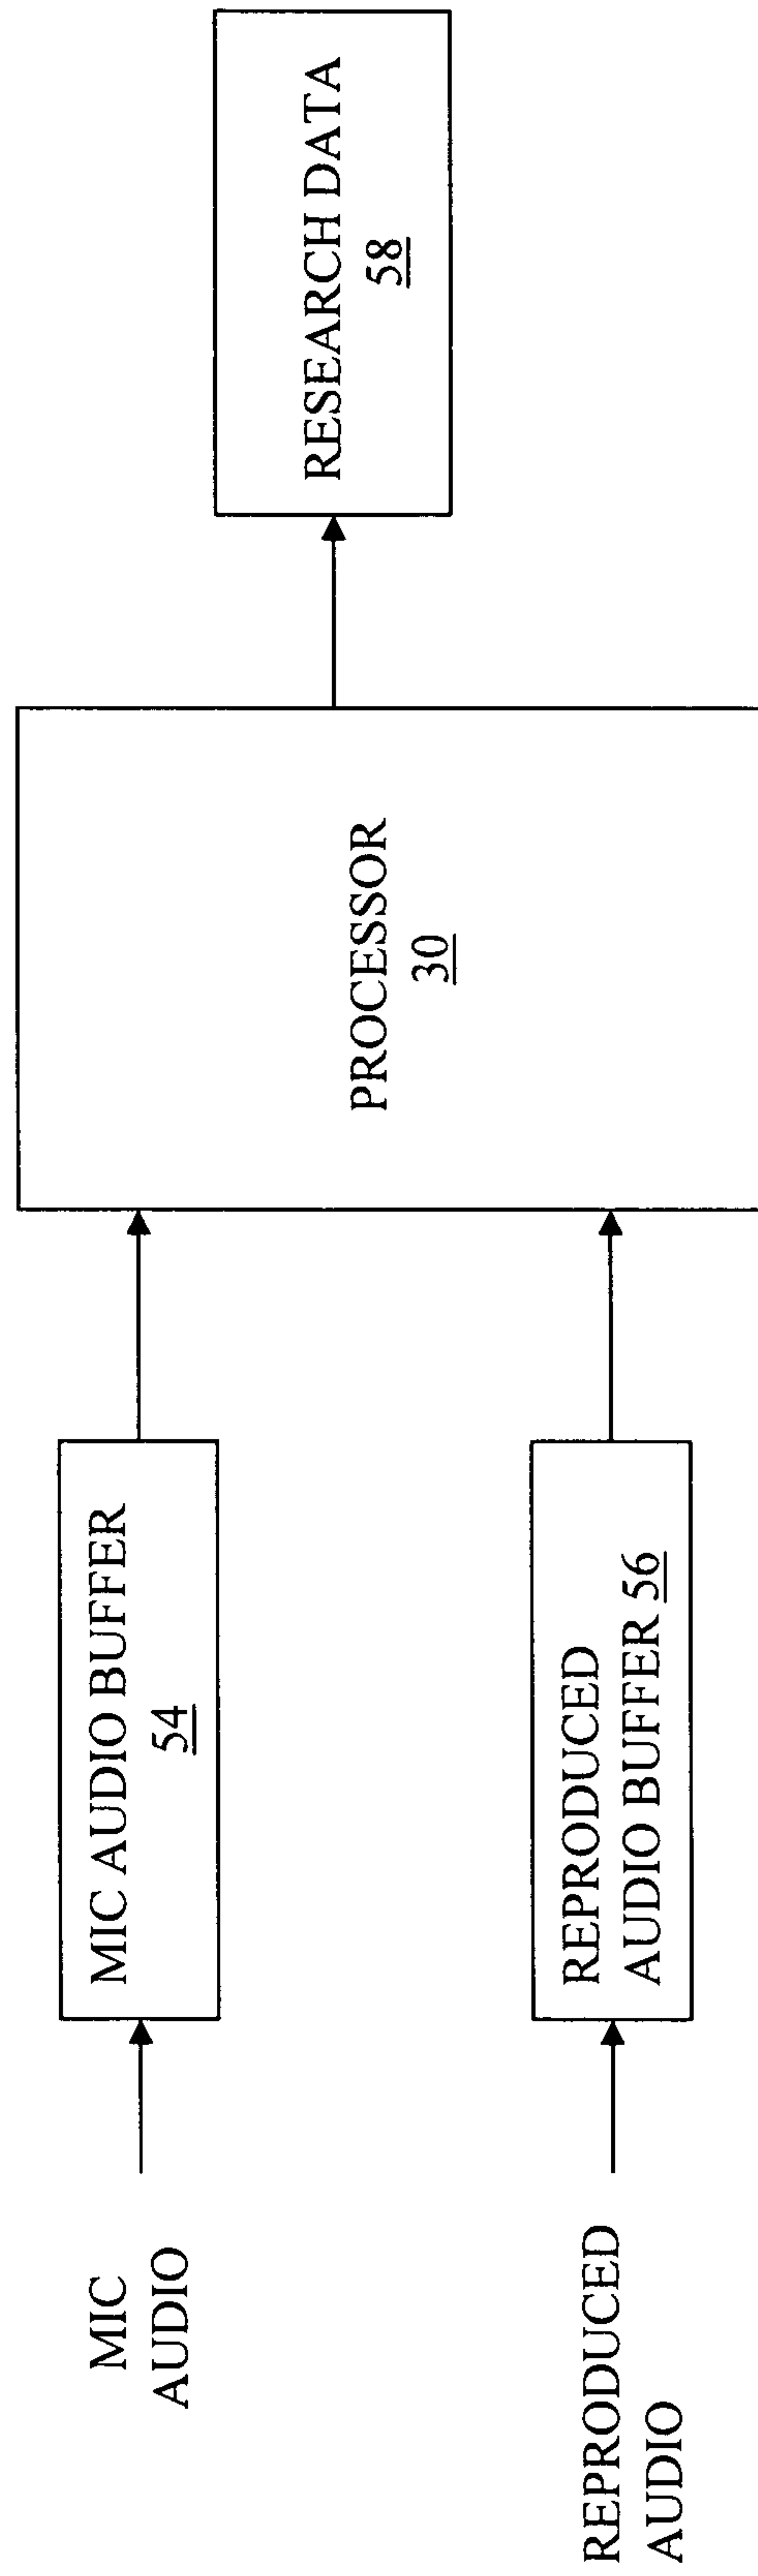 MIC
AUDIO
MIC AUDIO BUFFER
54
REPRODUCED
AUDIO
REPRODUCED
AUDIO BUFFER 56
PROCESSOR
30
RESEARCH DATA
58